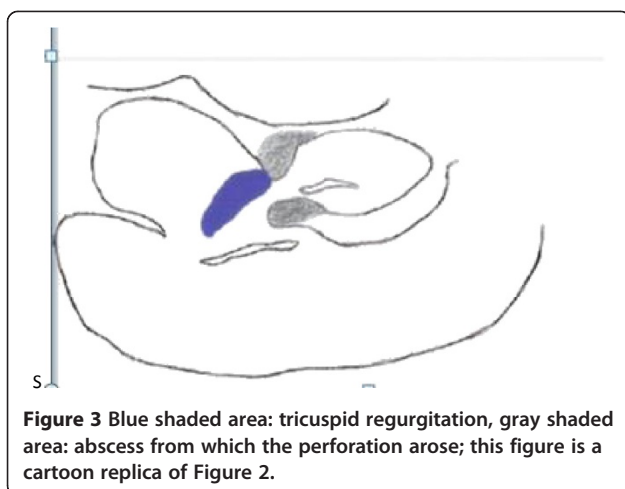 S
Figure 3 Blue shaded area: tricuspid regurgitation, gray shaded
area: abscess from which the perforation arose; this figure is a
cartoon replica of Figure 2.